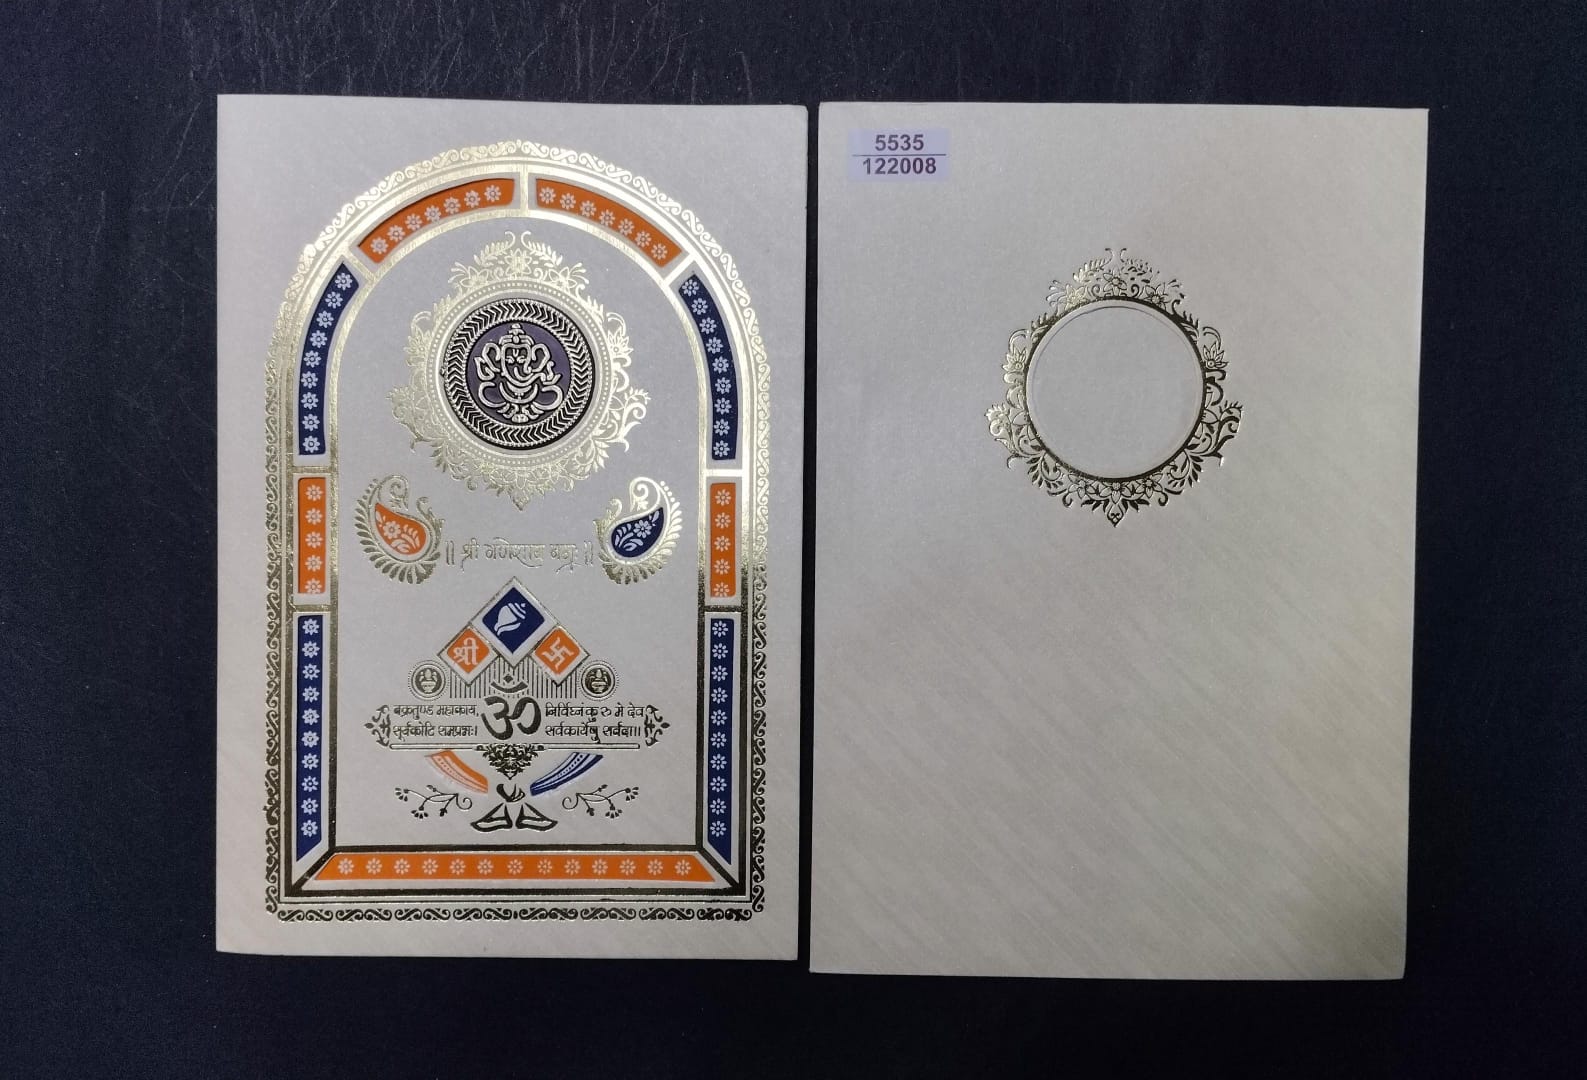 5535
122008
॥ श्री गणेशाय नमः ॥
श्री
ॐ
वक्रतुण्ड महाकाय,
सूर्यकोटि समप्रभः।
निर्विघ्नं कुरु मे देव
सर्वकार्येषु सर्वदा॥